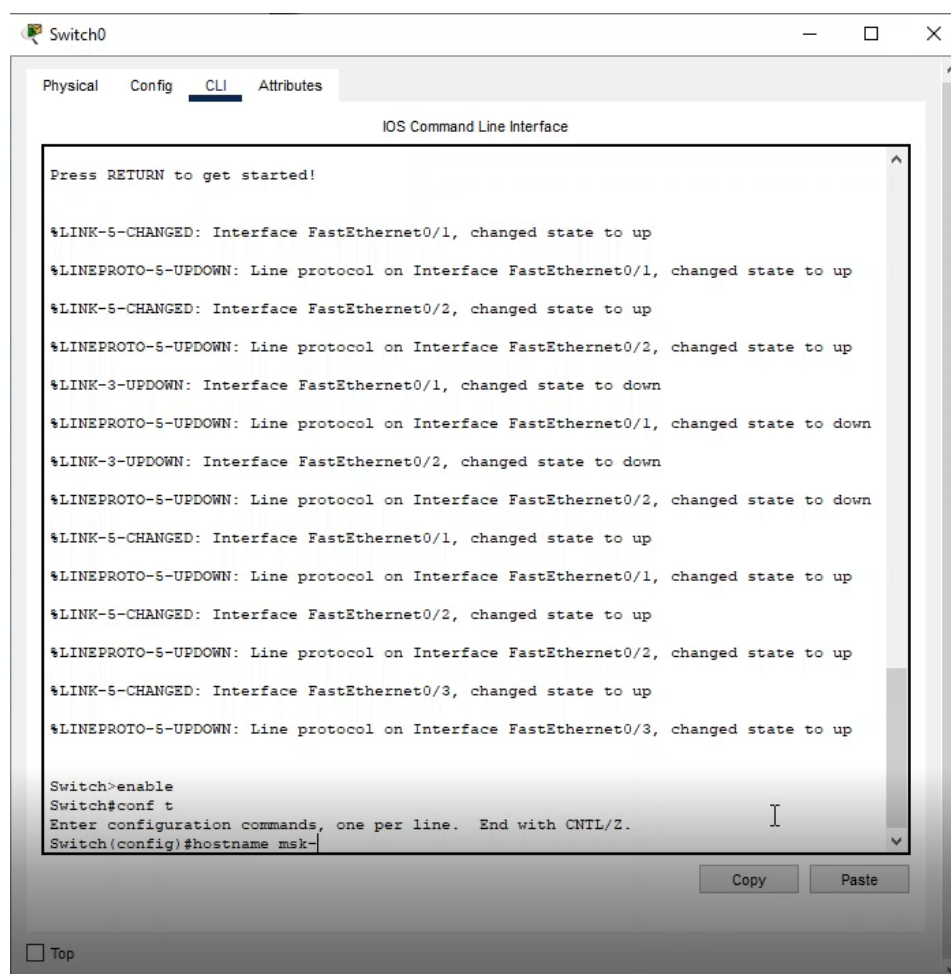 Switch0
Physical Config CLI Attributes
IOS Command Line Interface
Press RETURN to get started!
%LINK-5-CHANGED: Interface FastEthernet0/1, changed state to up
%LINEPROTO-5-UPDOWN: Line protocol on Interface FastEthernet0/1, changed state to up
%LINK-5-CHANGED: Interface FastEthernet0/2, changed state to up
%LINEPROTO-5-UPDOWN: Line protocol on Interface FastEthernet0/2, changed state to up
%LINK-3-UPDOWN: Interface FastEthernet0/1, changed state to down
%LINEPROTO-5-UPDOWN: Line protocol on Interface FastEthernet0/1, changed state to down
%LINK-3-UPDOWN: Interface FastEthernet0/2, changed state to down
%LINEPROTO-5-UPDOWN: Line protocol on Interface FastEthernet0/2, changed state to down
%LINK-5-CHANGED: Interface FastEthernet0/1, changed state to up
%LINEPROTO-5-UPDOWN: Line protocol on Interface FastEthernet0/1, changed state to up
%LINK-5-CHANGED: Interface FastEthernet0/2, changed state to up
%LINEPROTO-5-UPDOWN: Line protocol on Interface FastEthernet0/2, changed state to up
%LINK-5-CHANGED: Interface FastEthernet0/3, changed state to up
%LINEPROTO-5-UPDOWN: Line protocol on Interface FastEthernet0/3, changed state to up
Switch>enable
Switch#conf t
Enter configuration commands, one per line.  End with CNTL/Z.
Switch(config)#hostname msk-
Copy Paste
Top